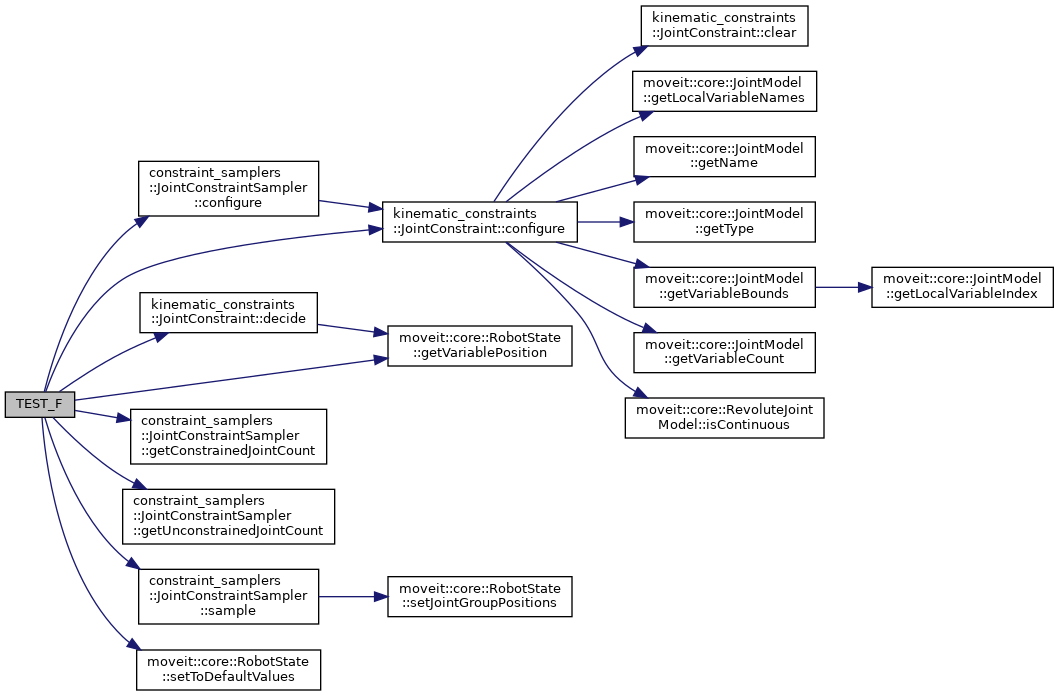 TEST_F
constraint_samplers
::JointConstraintSampler
::configure
kinematic_constraints
::JointConstraint::configure
kinematic_constraints
::JointConstraint::clear
moveit::core::JointModel
::getLocalVariableNames
moveit::core::JointModel
::getName
moveit::core::JointModel
::getType
moveit::core::JointModel
::getVariableBounds
moveit::core::JointModel
::getLocalVariableIndex
moveit::core::JointModel
::getVariableCount
moveit::core::RevoluteJoint
Model::isContinuous
kinematic_constraints
::JointConstraint::decide
moveit::core::RobotState
::getVariablePosition
constraint_samplers
::JointConstraintSampler
::getConstrainedJointCount
constraint_samplers
::JointConstraintSampler
::getUnconstrainedJointCount
constraint_samplers
::JointConstraintSampler
::sample
moveit::core::RobotState
::setJointGroupPositions
moveit::core::RobotState
::setToDefaultValues